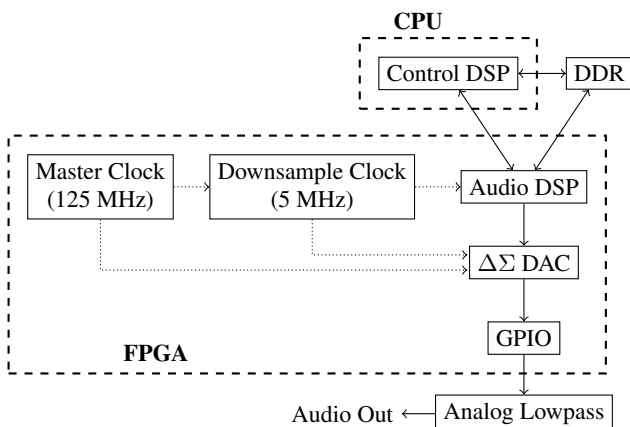 CPU
Control DSP
DDR
Master Clock
(125 MHz)
Downsample Clock
(5 MHz)
Audio DSP
ΔΣ DAC
GPIO
FPGA
Audio Out
Analog Lowpass